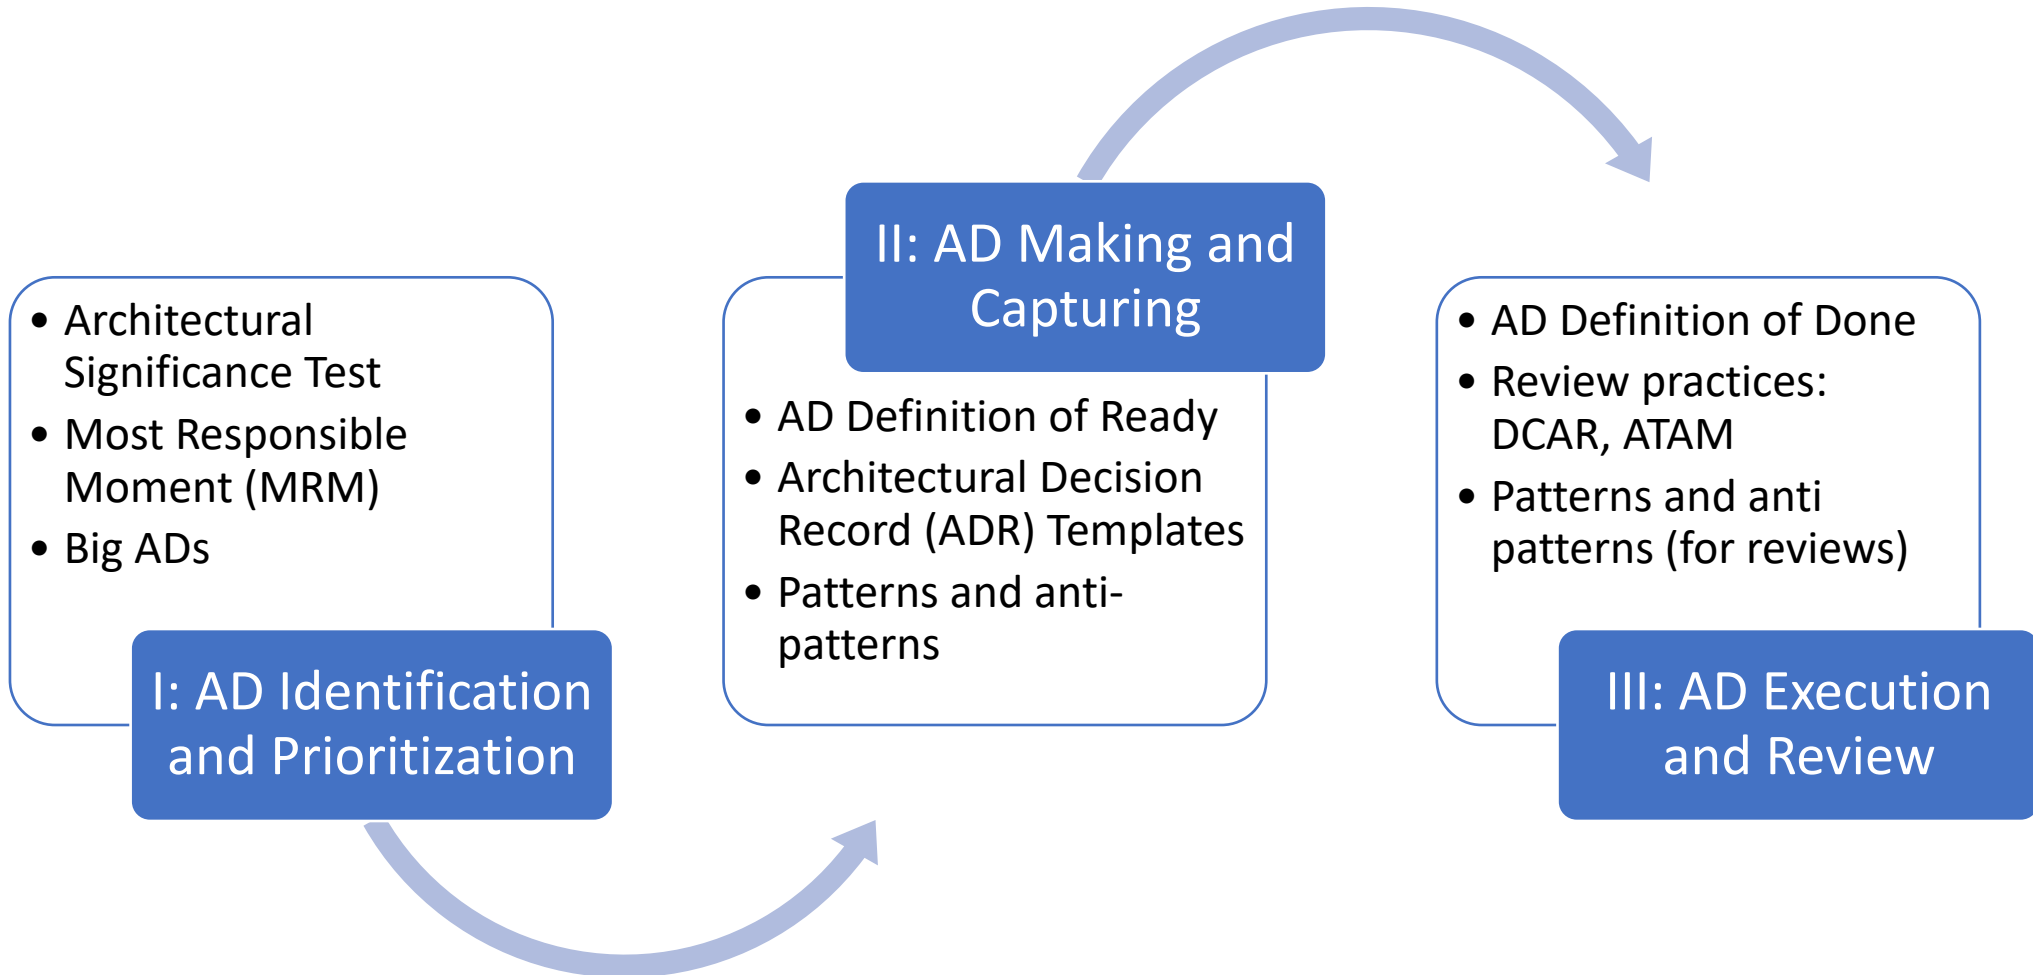 • Architectural
Significance Test
• Most Responsible
Moment (MRM)
• Big ADs
I: AD Identification
and Prioritization
II: AD Making and
Capturing
• AD Definition of Ready
• Architectural Decision
Record (ADR) Templates
• Patterns and anti-
patterns
• AD Definition of Done
• Review practices:
DCAR, ATAM
• Patterns and anti
patterns (for reviews)
III: AD Execution
and Review